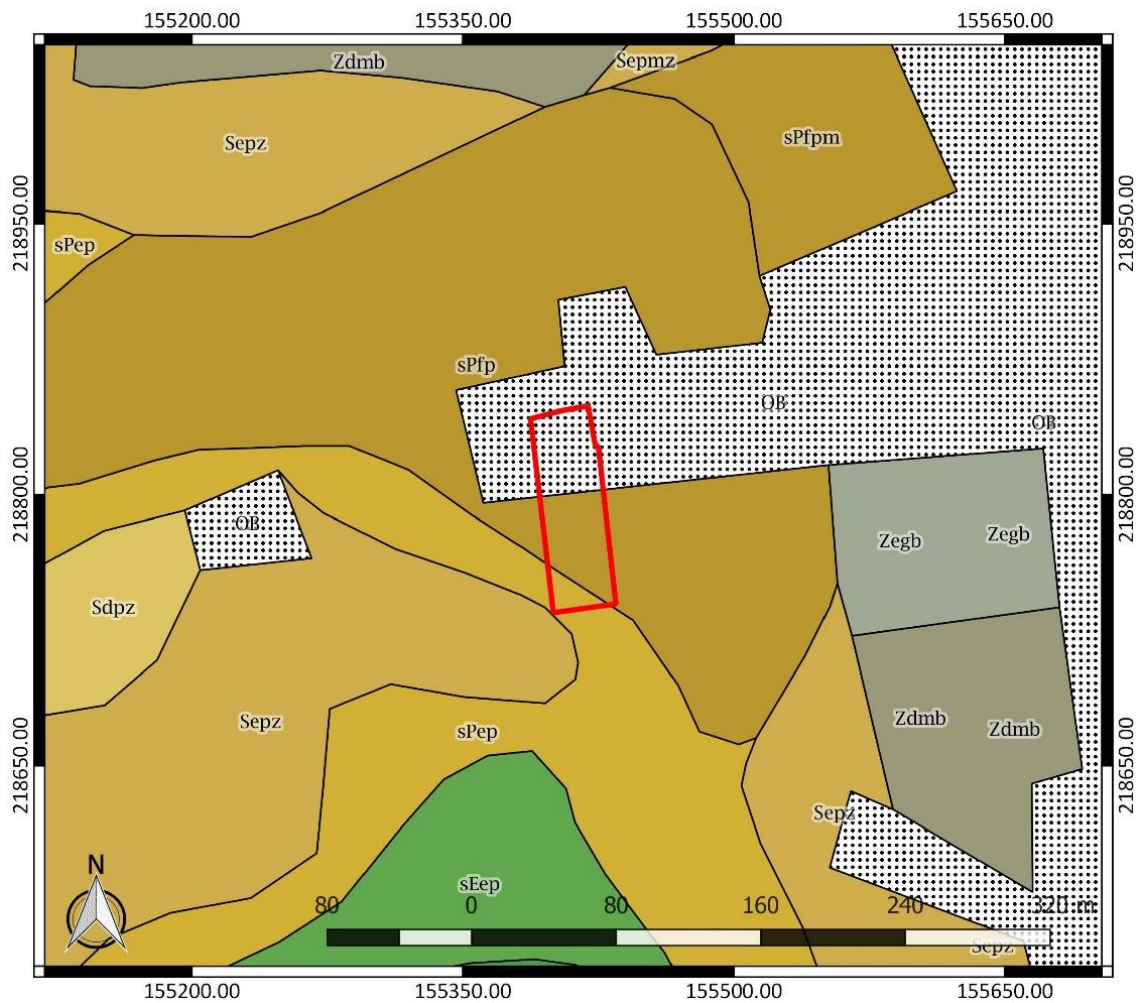 155200.00 155350.00 155500.00 155650.00
Zdmb
Sepmz
Sepz
sPfpm
218950.00
218950.00
sPep
sPfp
OB
OB
218800.00
218800.00
OB
Zegb
Zegb
Sdpz
Sepz
sPep
Zdmb
Zdmb
218650.00
218650.00
Sepz
N
sEep
80 0 80 160 240 320 m
Sepz
155200.00 155350.00 155500.00 155650.00